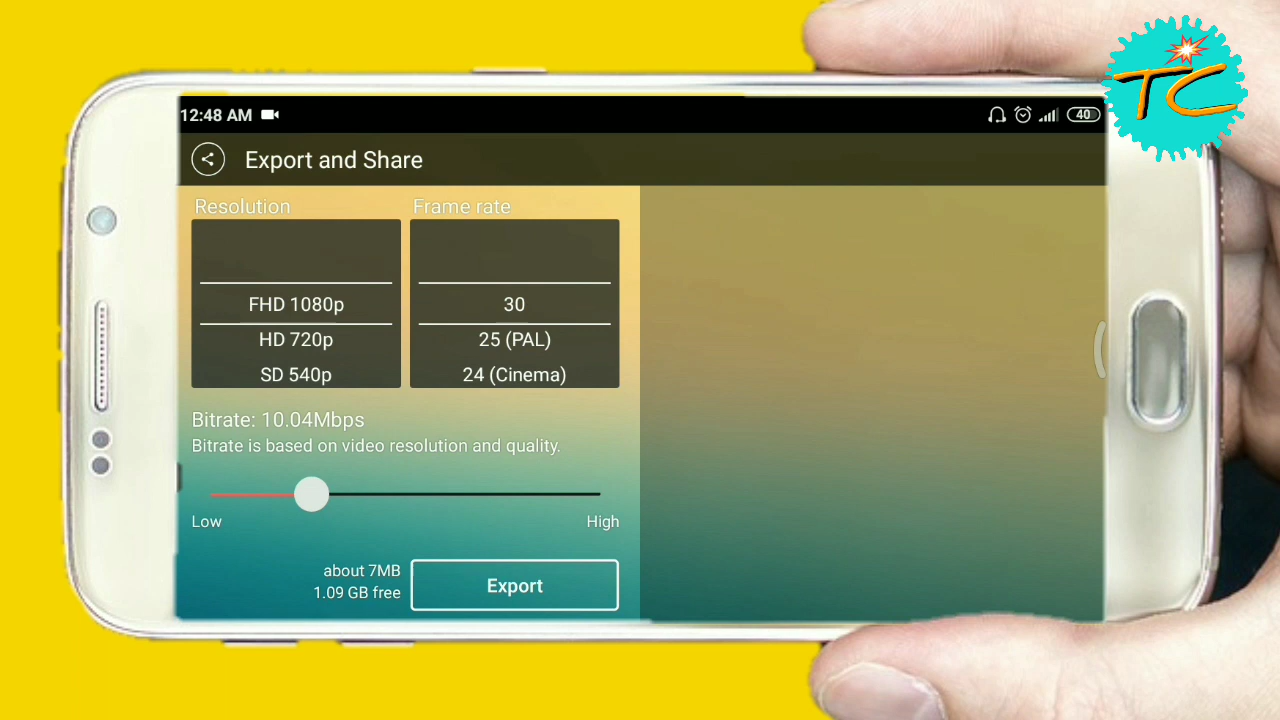 TC
12:48 AM
40
Export and Share
Resolution
Frame rate
FHD 1080p
HD 720p
SD 540p
30
25 (PAL)
24 (Cinema)
Bitrate: 10.04Mbps
Bitrate is based on video resolution and quality.
Low
High
about 7MB
1.09 GB free
Export